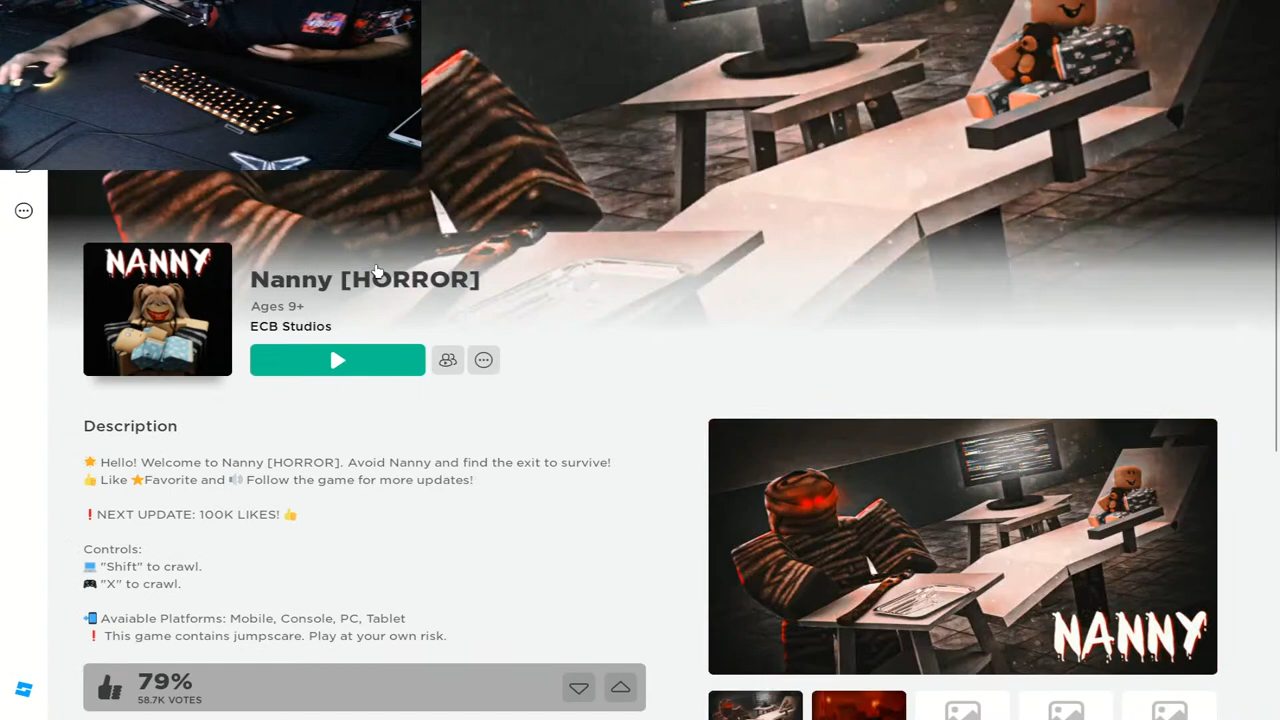 NANNY
Nanny [HORROR]
Ages 9+
ECB Studios
Description
⭐ Hello! Welcome to Nanny [HORROR]. Avoid Nanny and find the exit to survive!
👍 Like ⭐Favorite and 🔊 Follow the game for more updates!
❗NEXT UPDATE: 100K LIKES! 👍
Controls:
💻 "Shift" to crawl.
🎮 "X" to crawl.
📲 Avaiable Platforms: Mobile, Console, PC, Tablet
❗ This game contains jumpscare. Play at your own risk.
79%
58.7K VOTES
NANNY